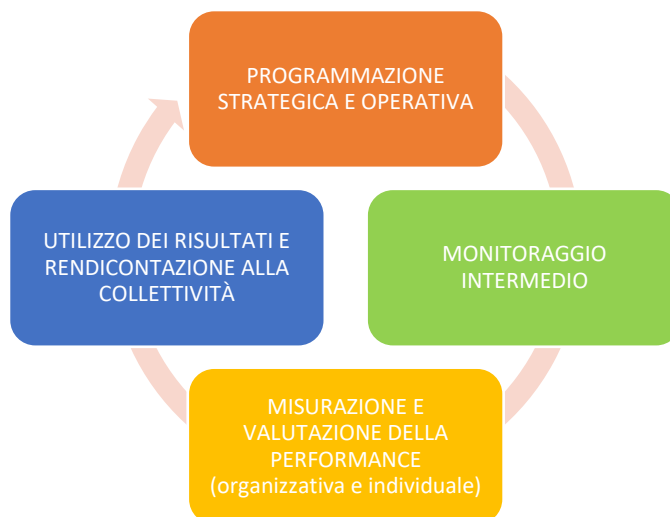 PROGRAMMAZIONE
STRATEGICA E OPERATIVA
MONITORAGGIO
INTERMEDIO
MISURAZIONE E
VALUTAZIONE DELLA
PERFORMANCE
(organizzativa e individuale)
UTILIZZO DEI RISULTATI E
RENDICONTAZIONE ALLA
COLLETTIVITÀ